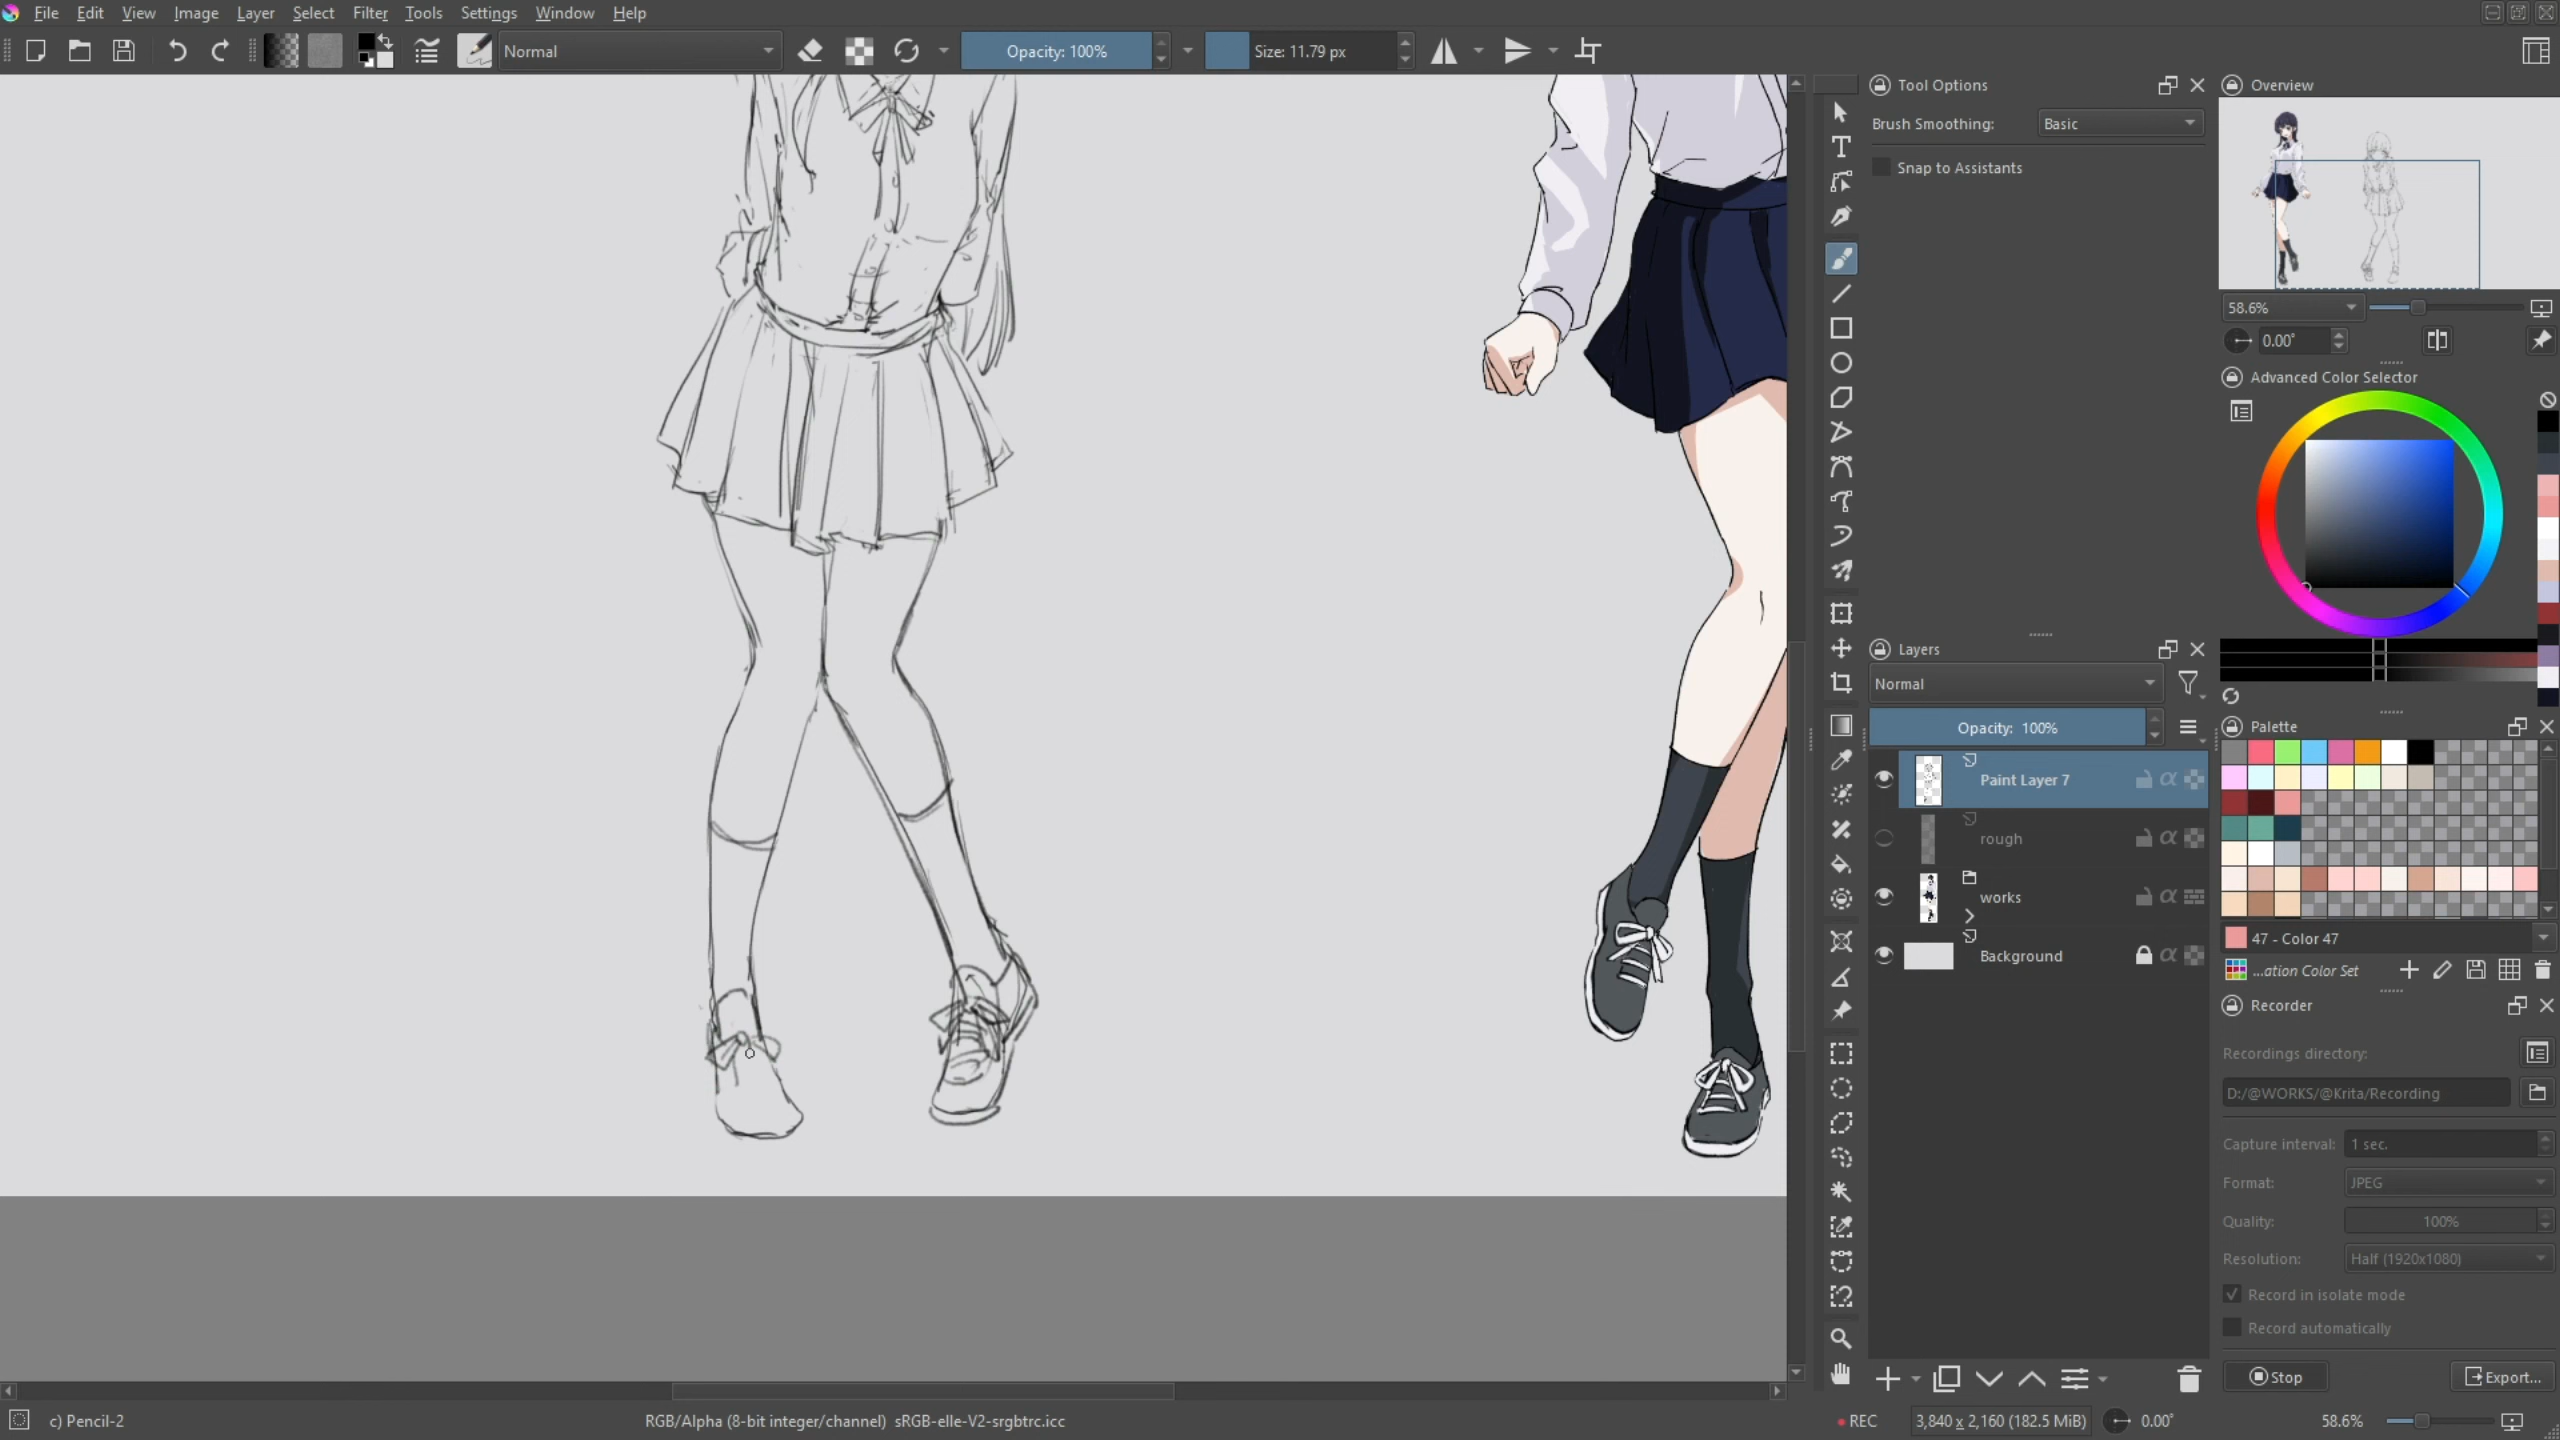 File Edit View Image Layer Select Filter Tools Settings Window Help
Normal Opacity: 100% Size: 11.79 px
Tool Options
Brush Smoothing: Basic
Snap to Assistants
Layers
Normal
Opacity: 100%
Paint Layer 7
rough
works
Background
Overview
58.6%
0.00°
Advanced Color Selector
Palette
47 - Color 47
...ation Color Set
Recorder
Recordings directory:
D:/@WORKS/@Krita/Recording
Capture interval: 1 sec.
Format: JPEG
Quality: 100%
Resolution: Half (1920x1080)
Record in isolate mode
Record automatically
Stop Export...
c) Pencil-2 RGB/Alpha (8-bit integer/channel) sRGB-elle-V2-srgbtrc.icc REC 3,840 x 2,160 (182.5 MiB) 0.00° 58.6%